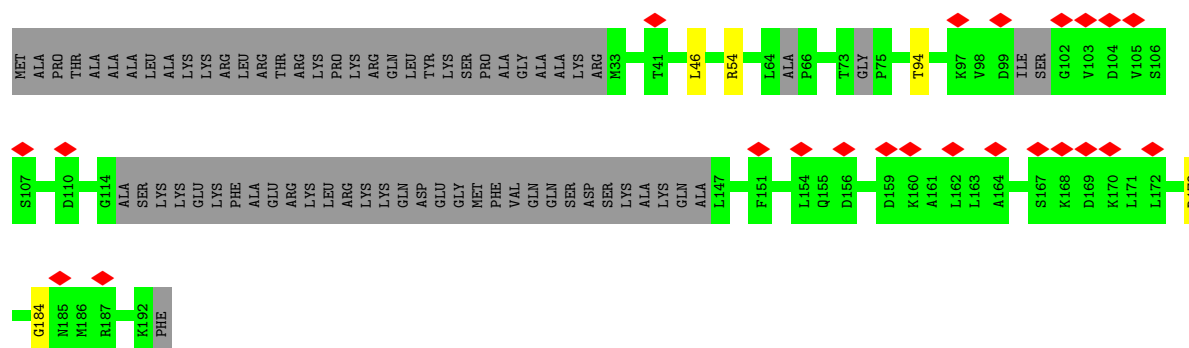 MET ALA PRO THR ALA ALA ALA LEU ALA LYS LYS ARG LEU ARG THR ARG LYS PRO LYS ARG GLN LEU TYR LYS SER PRO ALA GLY ALA ALA LYS ARG M33 T41 L46 R54 L64 ALA P66 T73 GLY P75 T94 K97 V98 D99 ILE SER G102 V103 D104 V105 S106
S107 D110 G114 ALA SER LYS LYS GLU LYS PHE ALA GLU ARG LYS LEU ARG LYS LYS GLN ASP GLU GLY MET PHE VAL GLN GLN SER ASP SER LYS ALA LYS GLN ALA L147 F151 L154 Q155 D156 D159 K160 A161 L162 L163 A164 S167 K168 D169 K170 L171 L172
G184 N185 M186 R187 K192 PHE